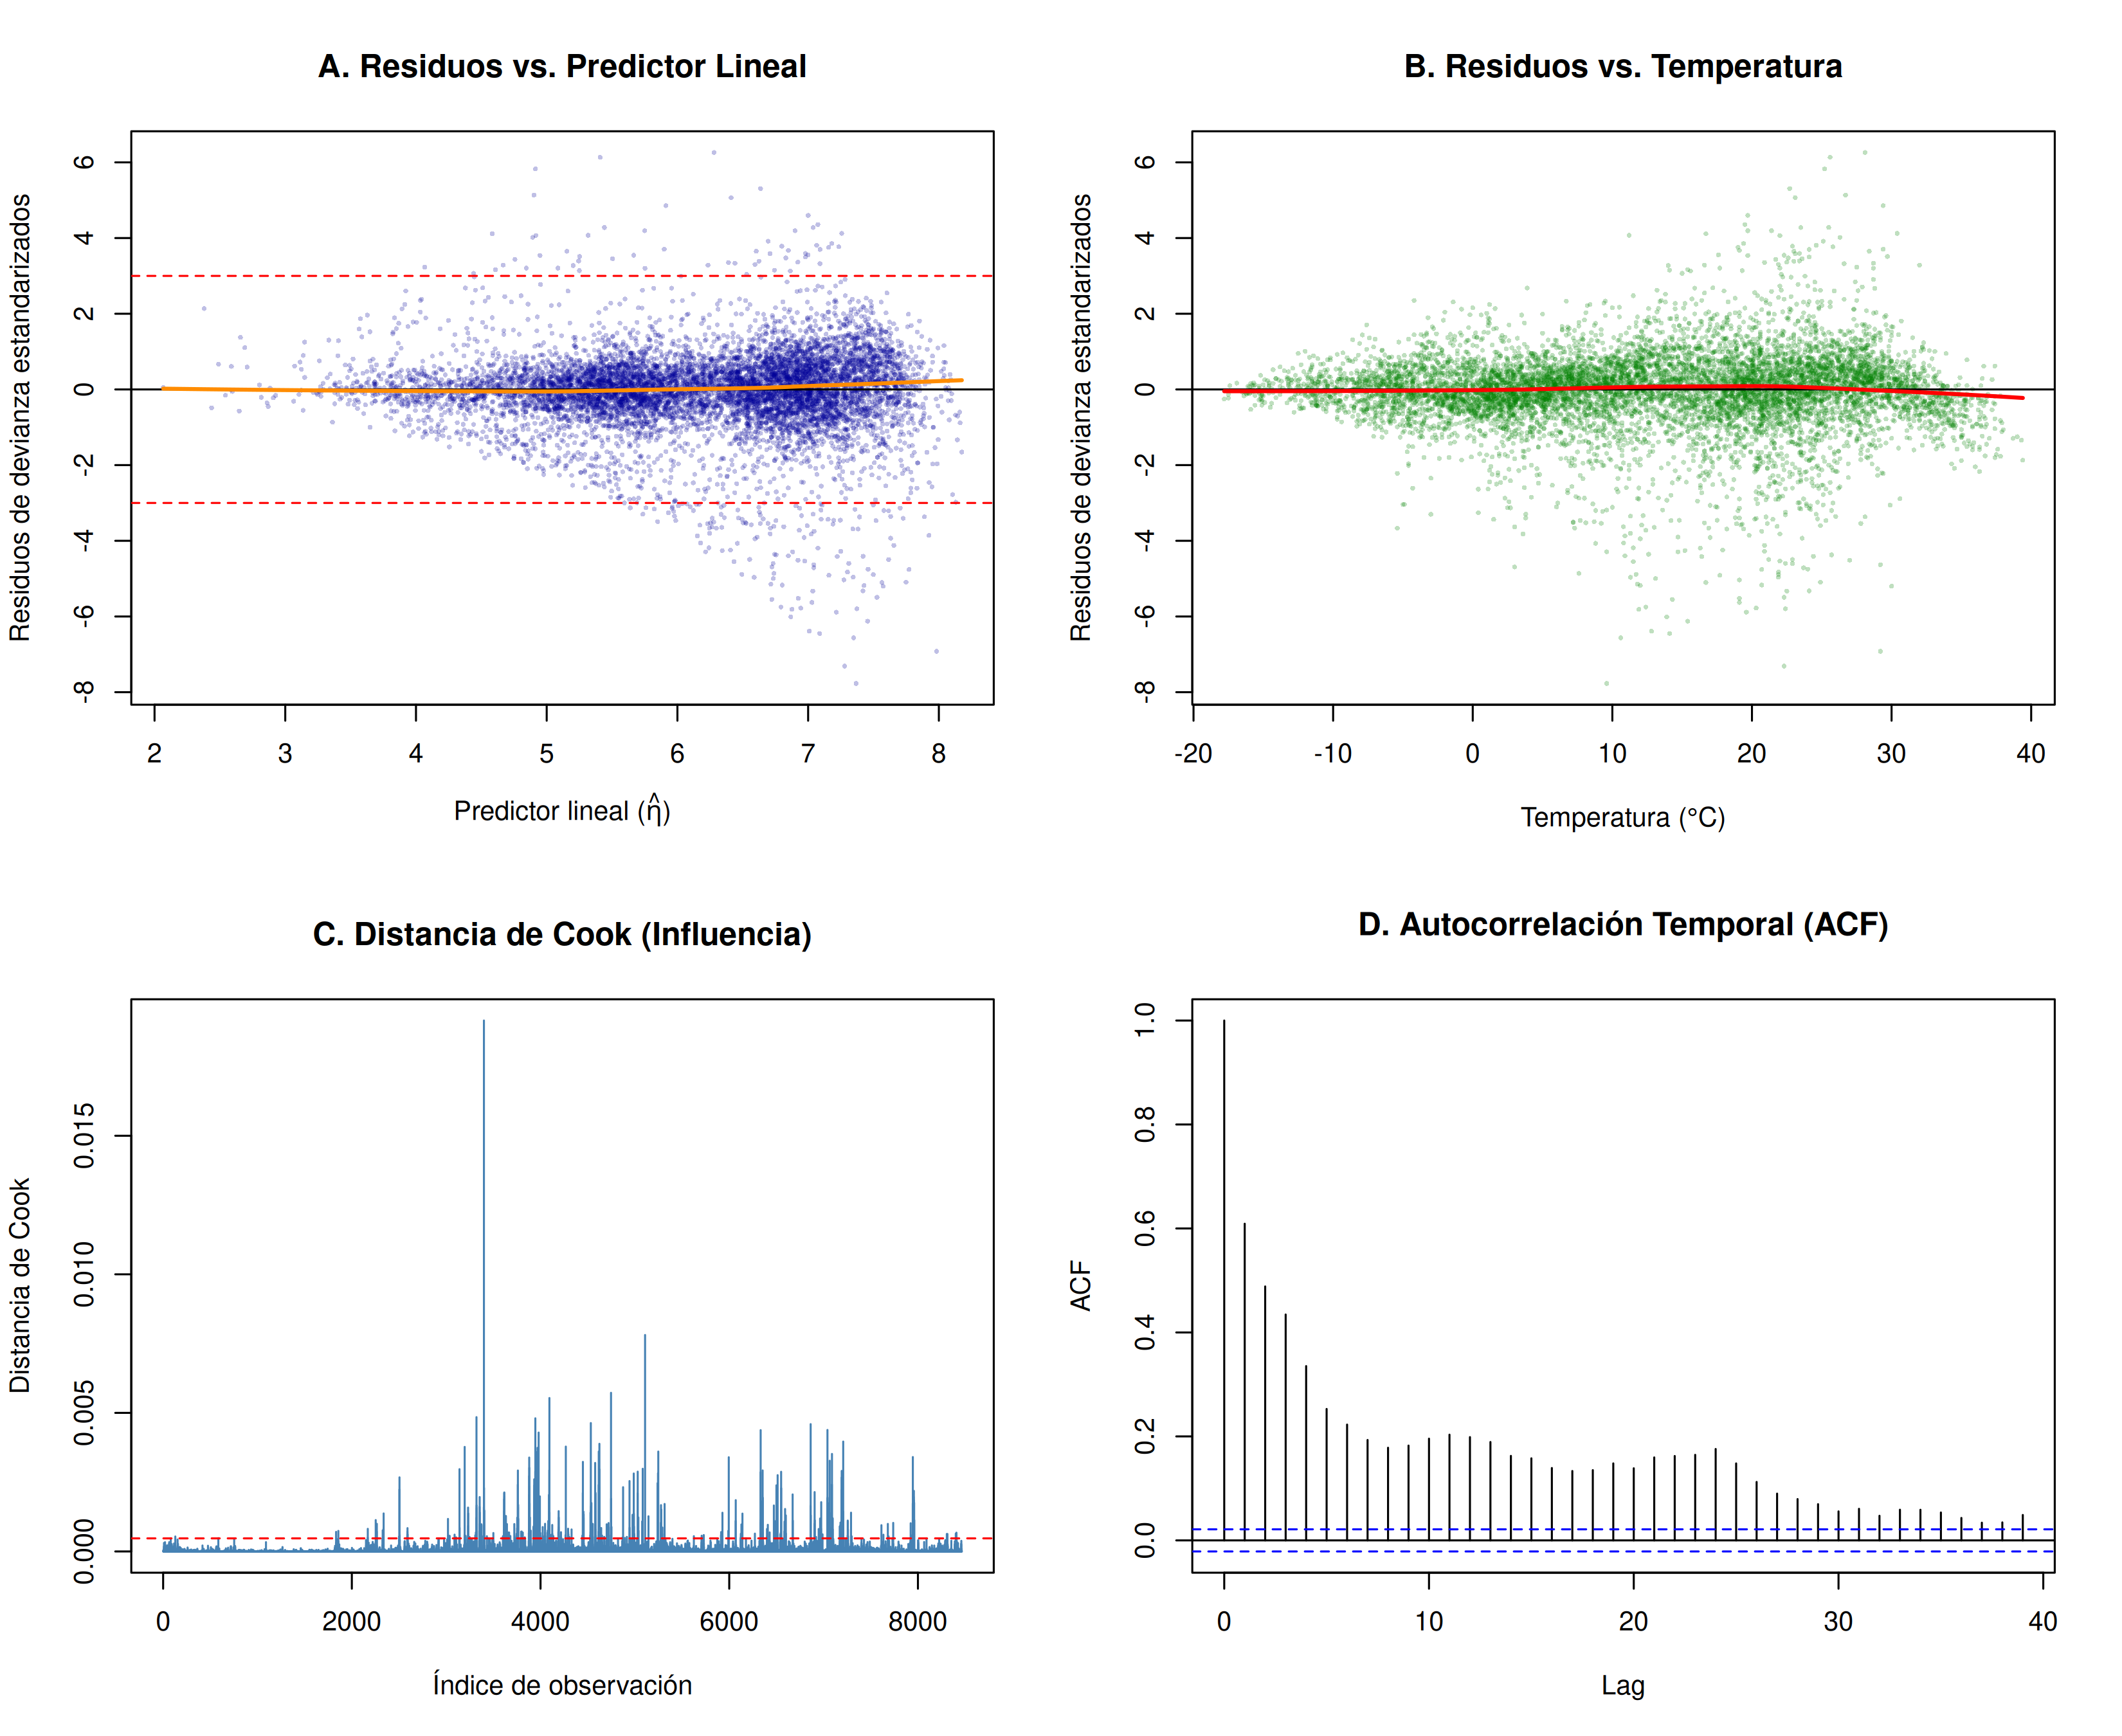 A. Residuos vs. Predictor Lineal
Residuos de devianza estandarizados
6
4
2
0
-2
-4
-6
-8
2 3 4 5 6 7 8
Predictor lineal (η̂)
B. Residuos vs. Temperatura
Residuos de devianza estandarizados
6
4
2
0
-2
-4
-6
-8
-20 -10 0 10 20 30 40
Temperatura (°C)
C. Distancia de Cook (Influencia)
Distancia de Cook
0.015
0.010
0.005
0.000
0 2000 4000 6000 8000
Índice de observación
D. Autocorrelación Temporal (ACF)
ACF
1.0
0.8
0.6
0.4
0.2
0.0
0 10 20 30 40
Lag